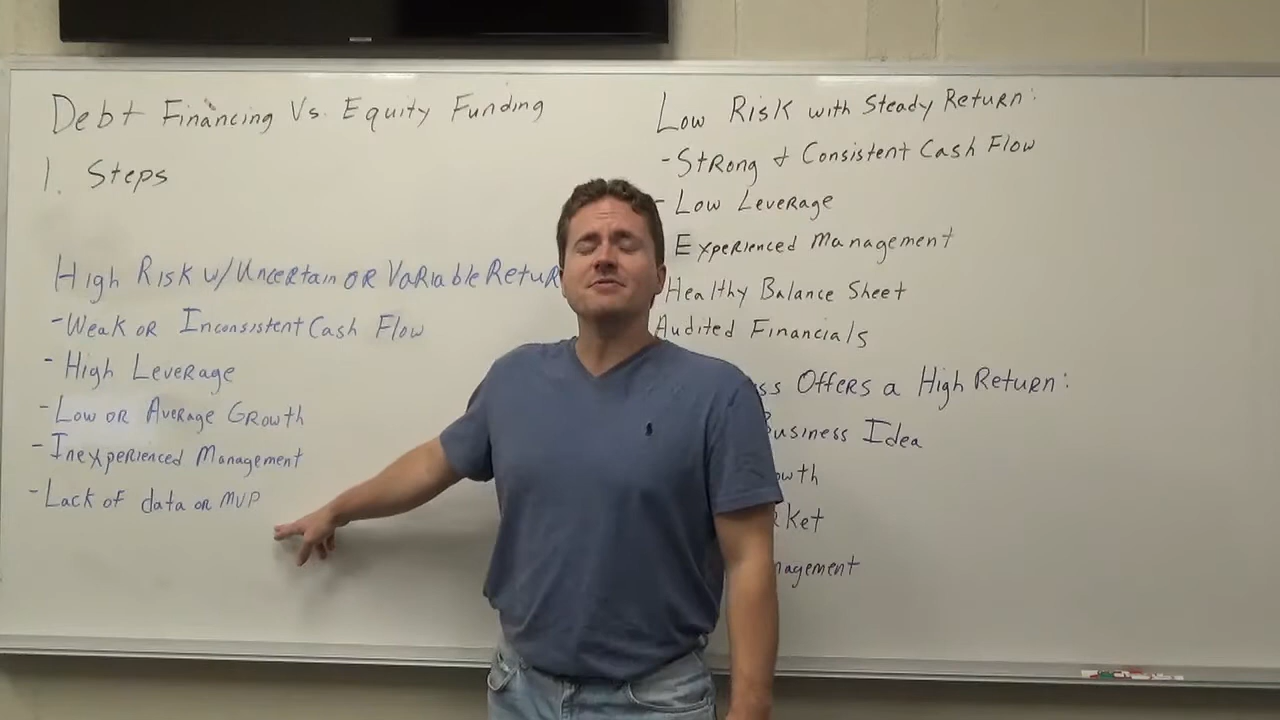 Debt Financing Vs. Equity Funding
1. Steps
High Risk w/ Uncertain or Variable Retur
- Weak or Inconsistent Cash Flow
- High Leverage
- Low or Average Growth
- Inexperienced Management
- Lack of data or MVP
Low Risk with Steady Return:
- Strong & Consistent Cash Flow
- Low Leverage
Experienced Management
Healthy Balance Sheet
Audited Financials
ss Offers a High Return:
Business Idea
wth
ket
nagement